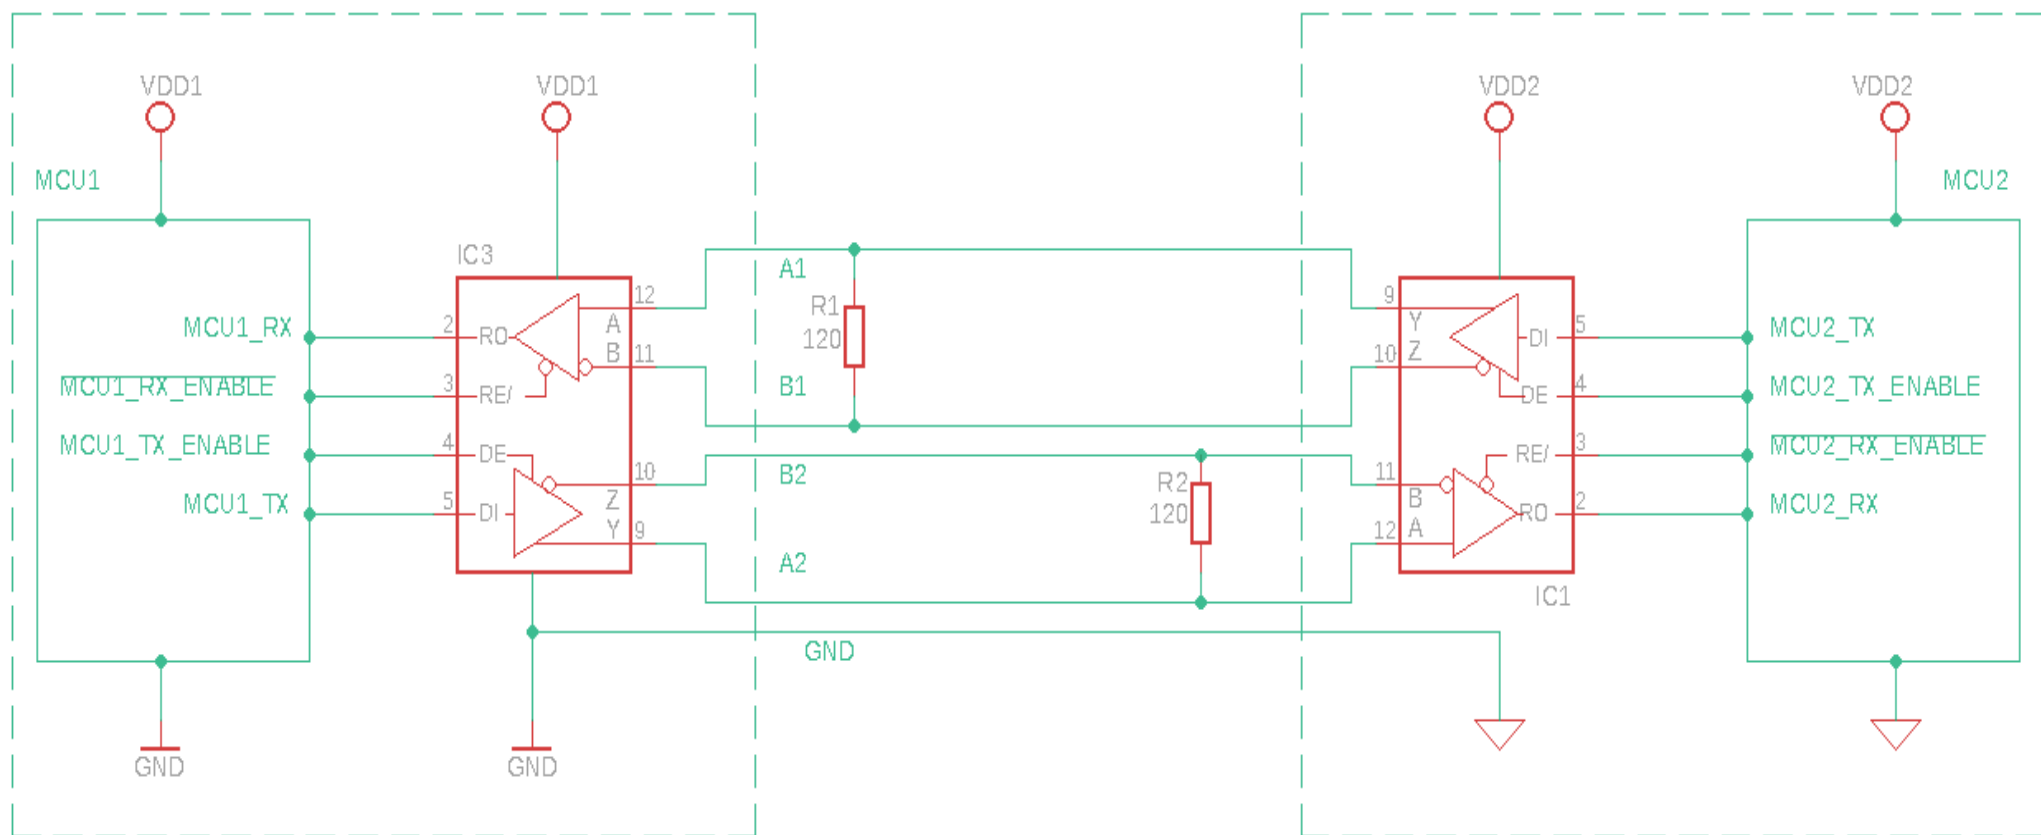 VDD1
VDD1
VDD2
VDD2
MCU1
MCU2
IC3
A1
R1
120
B1
B2
R2
120
A2
GND
MCU1_RX
MCU1_RX_ENABLE
MCU1_TX_ENABLE
MCU1_TX
2
3
4
5
RO
RE/
DE
DI
A
B
Z
Y
12
11
10
9
9
10
11
12
Y
Z
B
A
DI
DE
RE/
RO
5
4
3
2
MCU2_TX
MCU2_TX_ENABLE
MCU2_RX_ENABLE
MCU2_RX
IC1
GND
GND